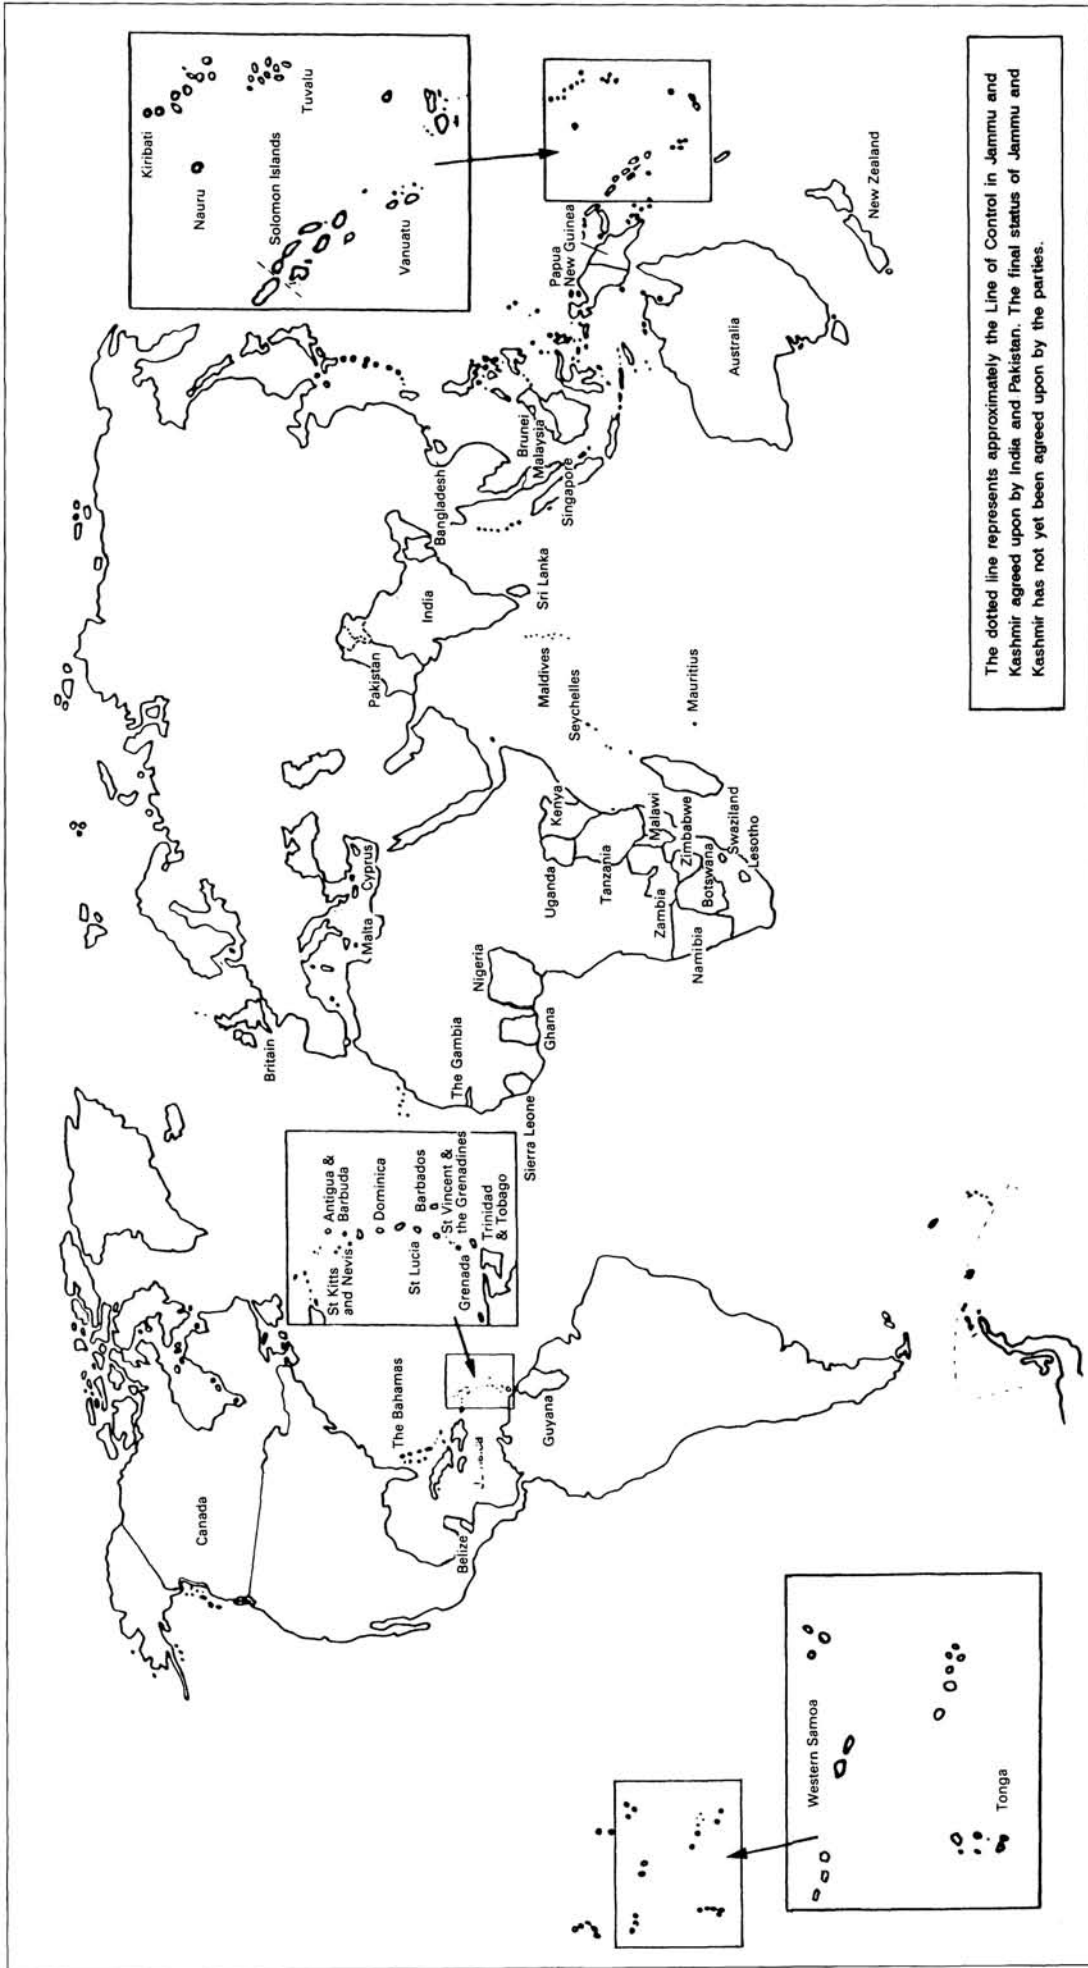 Canada
The Bahamas
Belize
Guyana
St Kitts
and Nevis
Antigua &
Barbuda
Dominica
St Lucia
Barbados
St Vincent &
the Grenadines
Grenada
Trinidad
& Tobago
Western Samoa
Tonga
Britain
Malta
Cyprus
The Gambia
Sierra Leone
Ghana
Nigeria
Uganda
Kenya
Tanzania
Zambia
Malawi
Zimbabwe
Namibia
Botswana
Swaziland
Lesotho
Seychelles
Maldives
Mauritius
Pakistan
India
Sri Lanka
Bangladesh
Brunei
Malaysia
Singapore
Papua
New Guinea
Australia
New Zealand
Kiribati
Nauru
Tuvalu
Solomon Islands
Vanuatu
The dotted line represents approximately the Line of Control in Jammu and
Kashmir agreed upon by India and Pakistan. The final status of Jammu and
Kashmir has not yet been agreed upon by the parties.